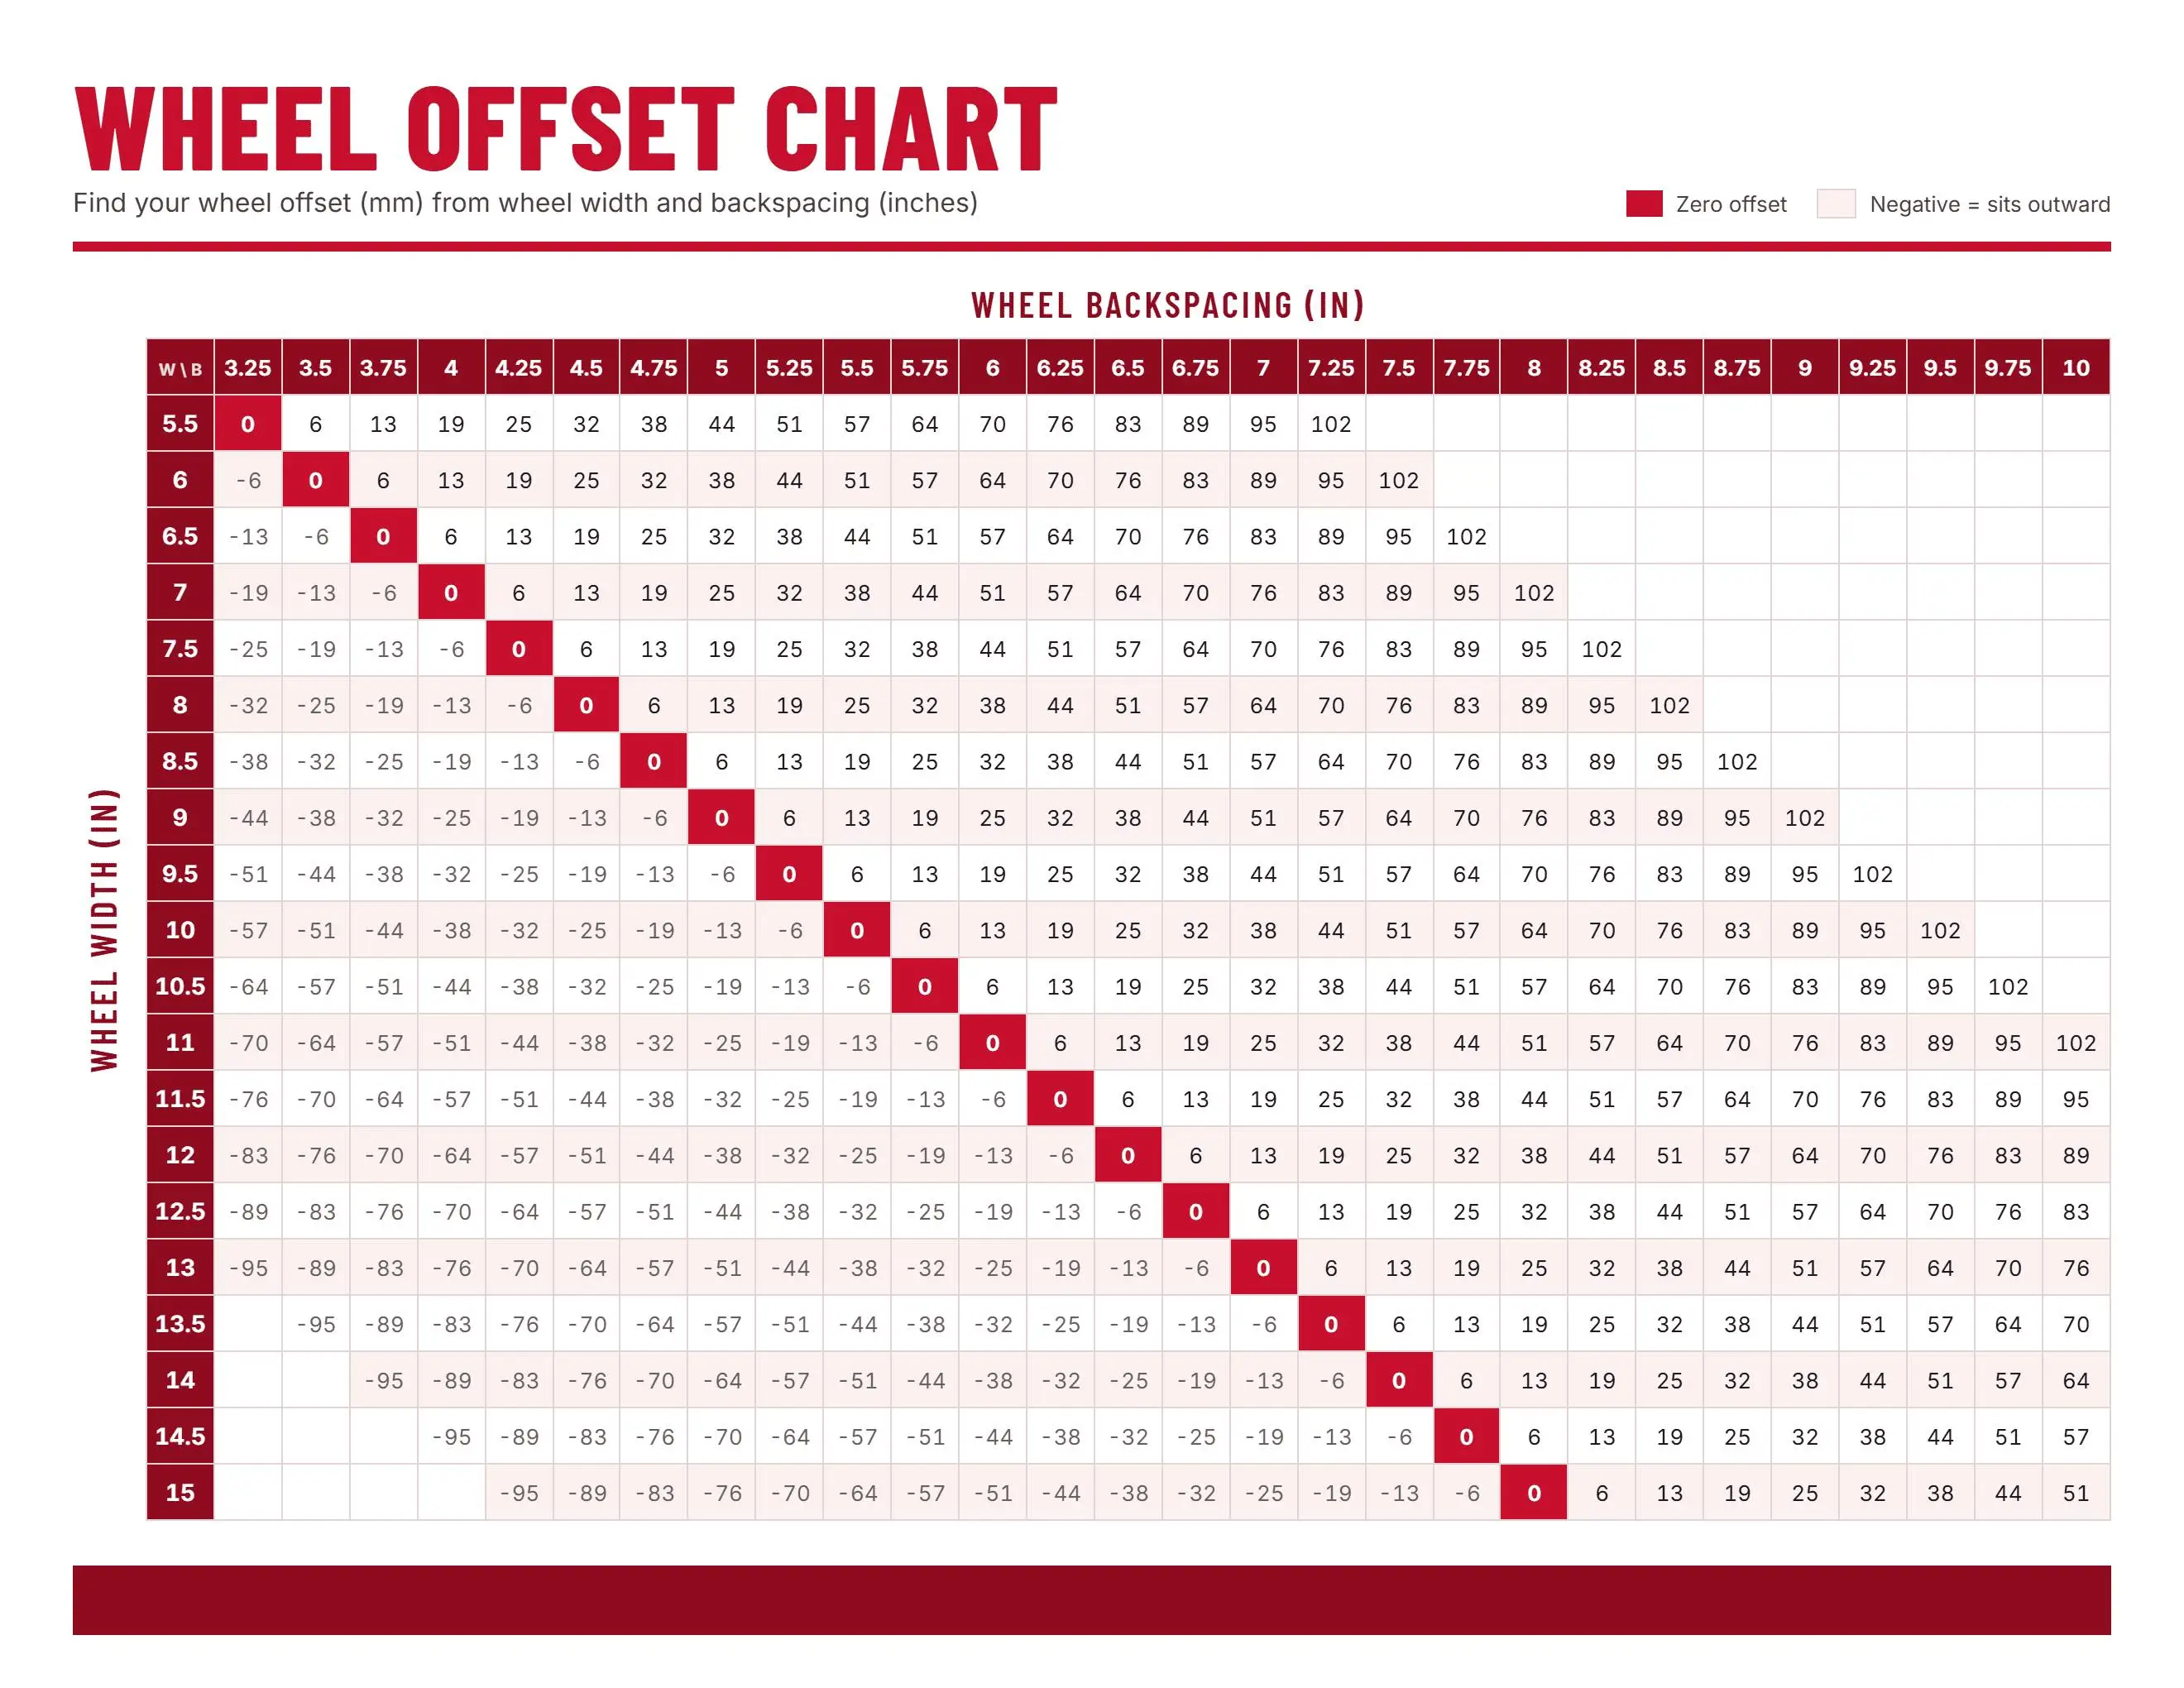 WHEEL OFFSET CHART
Find your wheel offset (mm) from wheel width and backspacing (inches)
Zero offset Negative = sits outward
WHEEL BACKSPACING (IN)
WHEEL WIDTH (IN)
W\B 3.25 3.5 3.75 4 4.25 4.5 4.75 5 5.25 5.5 5.75 6 6.25 6.5 6.75 7 7.25 7.5 7.75 8 8.25 8.5 8.75 9 9.25 9.5 9.75 10
5.5 0 6 13 19 25 32 38 44 51 57 64 70 76 83 89 95 102
6 -6 0 6 13 19 25 32 38 44 51 57 64 70 76 83 89 95 102
6.5 -13 -6 0 6 13 19 25 32 38 44 51 57 64 70 76 83 89 95 102
7 -19 -13 -6 0 6 13 19 25 32 38 44 51 57 64 70 76 83 89 95 102
7.5 -25 -19 -13 -6 0 6 13 19 25 32 38 44 51 57 64 70 76 83 89 95 102
8 -32 -25 -19 -13 -6 0 6 13 19 25 32 38 44 51 57 64 70 76 83 89 95 102
8.5 -38 -32 -25 -19 -13 -6 0 6 13 19 25 32 38 44 51 57 64 70 76 83 89 95 102
9 -44 -38 -32 -25 -19 -13 -6 0 6 13 19 25 32 38 44 51 57 64 70 76 83 89 95 102
9.5 -51 -44 -38 -32 -25 -19 -13 -6 0 6 13 19 25 32 38 44 51 57 64 70 76 83 89 95 102
10 -57 -51 -44 -38 -32 -25 -19 -13 -6 0 6 13 19 25 32 38 44 51 57 64 70 76 83 89 95 102
10.5 -64 -57 -51 -44 -38 -32 -25 -19 -13 -6 0 6 13 19 25 32 38 44 51 57 64 70 76 83 89 95 102
11 -70 -64 -57 -51 -44 -38 -32 -25 -19 -13 -6 0 6 13 19 25 32 38 44 51 57 64 70 76 83 89 95 102
11.5 -76 -70 -64 -57 -51 -44 -38 -32 -25 -19 -13 -6 0 6 13 19 25 32 38 44 51 57 64 70 76 83 89 95
12 -83 -76 -70 -64 -57 -51 -44 -38 -32 -25 -19 -13 -6 0 6 13 19 25 32 38 44 51 57 64 70 76 83 89
12.5 -89 -83 -76 -70 -64 -57 -51 -44 -38 -32 -25 -19 -13 -6 0 6 13 19 25 32 38 44 51 57 64 70 76 83
13 -95 -89 -83 -76 -70 -64 -57 -51 -44 -38 -32 -25 -19 -13 -6 0 6 13 19 25 32 38 44 51 57 64 70 76
13.5 -95 -89 -83 -76 -70 -64 -57 -51 -44 -38 -32 -25 -19 -13 -6 0 6 13 19 25 32 38 44 51 57 64 70
14 -95 -89 -83 -76 -70 -64 -57 -51 -44 -38 -32 -25 -19 -13 -6 0 6 13 19 25 32 38 44 51 57 64
14.5 -95 -89 -83 -76 -70 -64 -57 -51 -44 -38 -32 -25 -19 -13 -6 0 6 13 19 25 32 38 44 51 57
15 -95 -89 -83 -76 -70 -64 -57 -51 -44 -38 -32 -25 -19 -13 -6 0 6 13 19 25 32 38 44 51